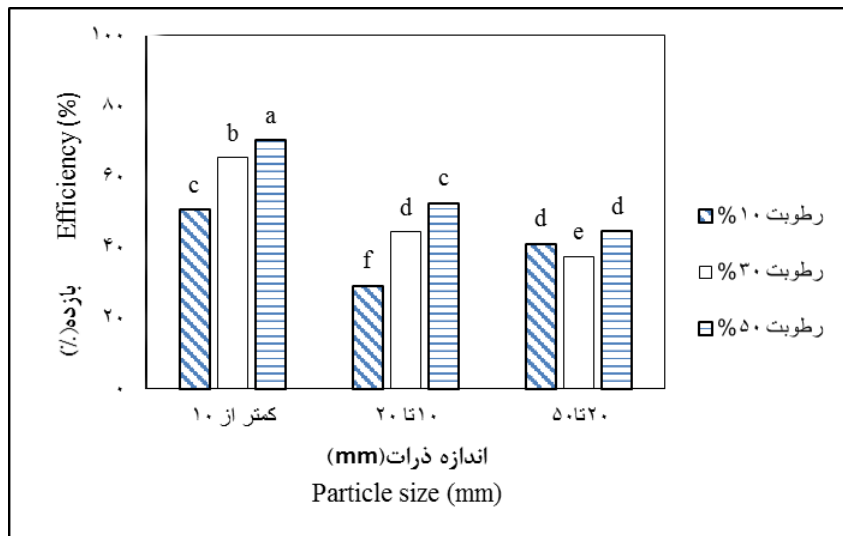 ۱۰۰
۸۰
۶۰
۴۰
۲۰
۰
Efficiency (%)
بازده(٪)
c
b
a
f
d
c
d
e
d
کمتر از ۱۰
۱۰تا ۲۰
۲۰تا۵۰
اندازه ذرات(mm)
Particle size (mm)
رطوبت ۱۰%
رطوبت ۳۰%
رطوبت ۵۰%